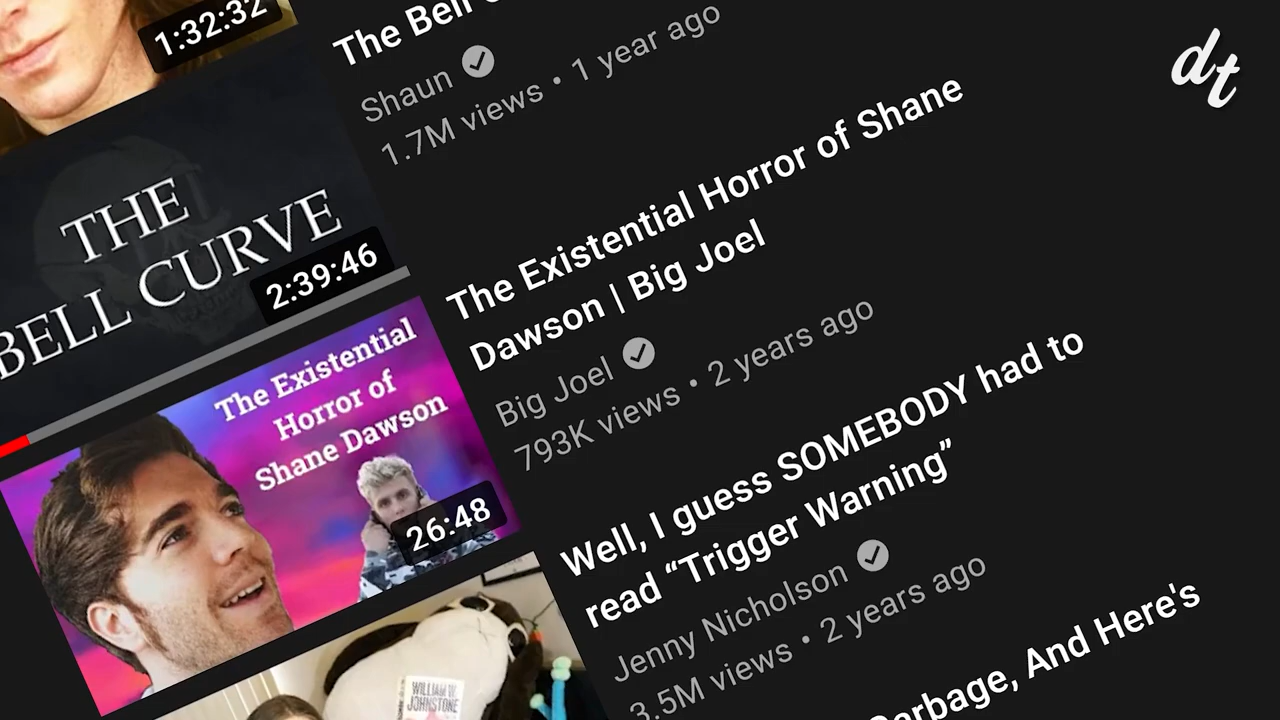 1:32:32
The Bell
Shaun
1.7M views • 1 year ago
THE
BELL CURVE
2:39:46
The Existential Horror of Shane
Dawson | Big Joel
Big Joel
793K views • 2 years ago
The Existential
Horror of
Shane Dawson
26:48
Well, I guess SOMEBODY had to
read “Trigger Warning”
Jenny Nicholson
3.5M views • 2 years ago
WILLIAM W.
JOHNSTONE
Garbage, And Here's
dt